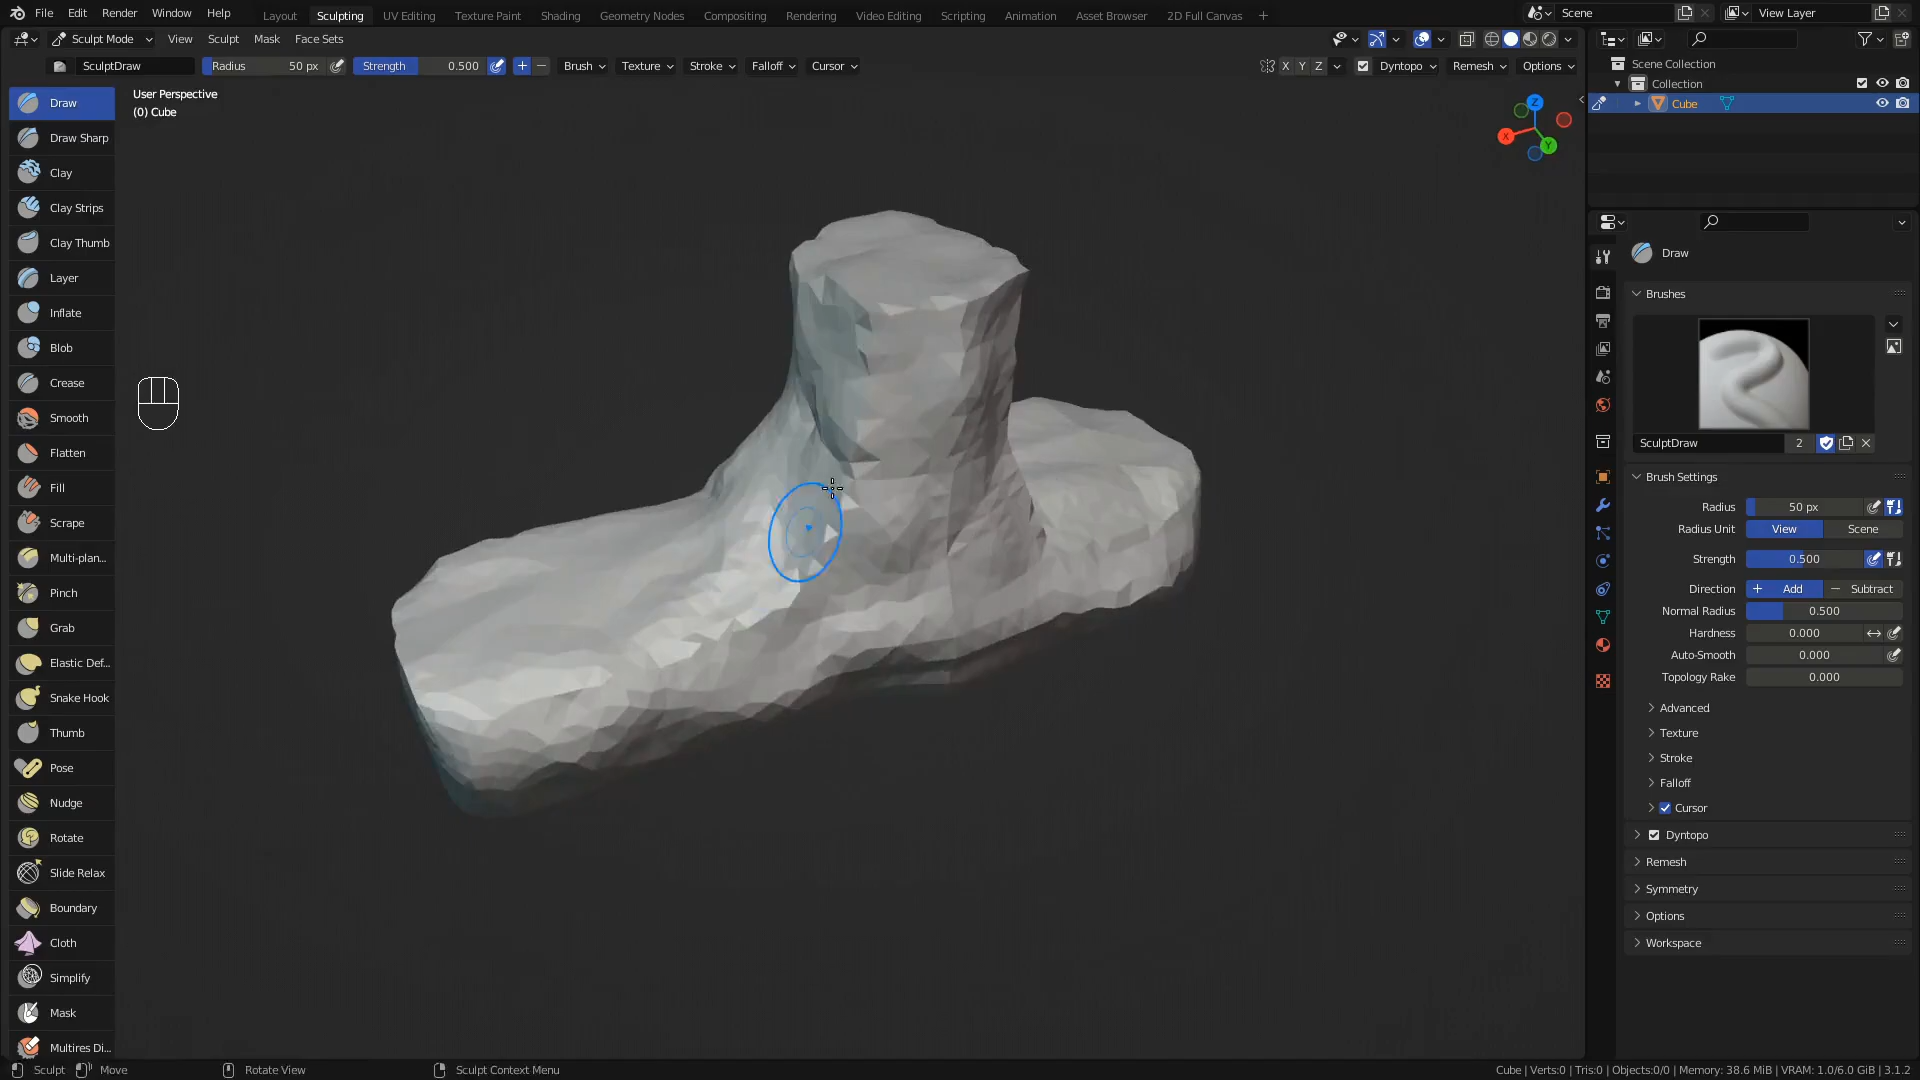 File Edit Render Window Help Layout Sculpting UV Editing Texture Paint Shading Geometry Nodes Compositing Rendering Video Editing Scripting Animation Asset Browser 2D Full Canvas + Scene View Layer
Sculpt Mode View Sculpt Mask Face Sets
SculptDraw Radius 50 px Strength 0.500 + − Brush Texture Stroke Falloff Cursor X Y Z Dyntopo Remesh Options
User Perspective
(0) Cube
Z
X
Y
Draw
Draw Sharp
Clay
Clay Strips
Clay Thumb
Layer
Inflate
Blob
Crease
Smooth
Flatten
Fill
Scrape
Multi-plan...
Pinch
Grab
Elastic Def...
Snake Hook
Thumb
Pose
Nudge
Rotate
Slide Relax
Boundary
Cloth
Simplify
Mask
Multires Di...
Scene Collection
Collection
Cube
Draw
Brushes
SculptDraw 2
Brush Settings
Radius 50 px
Radius Unit View Scene
Strength 0.500
Direction + Add − Subtract
Normal Radius 0.500
Hardness 0.000
Auto-Smooth 0.000
Topology Rake 0.000
Advanced
Texture
Stroke
Falloff
Cursor
Dyntopo
Remesh
Symmetry
Options
Workspace
Sculpt Move Rotate View Sculpt Context Menu Cube | Verts:0 | Tris:0 | Objects:0/0 | Memory: 38.6 MiB | VRAM: 1.0/6.0 GiB | 3.1.2